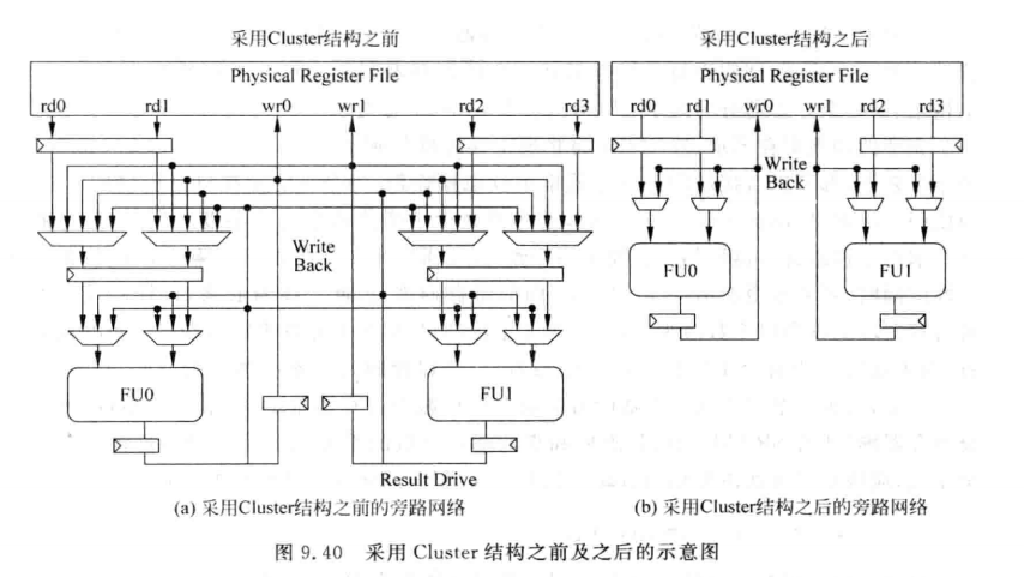 采用Cluster结构之前
采用Cluster结构之后
Physical Register File
rd0 rd1 wr0 wr1 rd2 rd3
Physical Register File
rd0 rd1 wr0 wr1 rd2 rd3
Write
Back
Write
Back
FU0
FU1
FU0
FU1
Result Drive
(a) 采用Cluster结构之前的旁路网络
(b) 采用Cluster结构之后的旁路网络
图 9.40 采用 Cluster 结构之前及之后的示意图